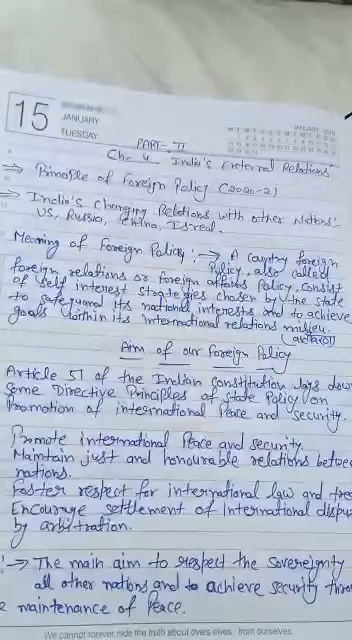 15
JANUARY
TUESDAY
JANUARY
PART - II
Ch. 4 India's External Relations
⇒ Principle of Foreign Policy (2020-21)
⇒ India's changing Relations with other Nations:-
US, Russia, China, Isreal.
Meaning of Foreign Policy :→ A country foreign
Policy, also called
foreign relations or foreign affairs Policy, consist
of self interest strategies chosen by the state
to safeguard its national interests and to achieve
goals within its international relations milieu.
Aim of our Foreign Policy
Article 51 of the Indian Constitution lays down
some Directive Principles of state Policy on
Promotion of international Peace and security.
Promote international Peace and security.
Maintain just and honourable relations between
nations.
Foster respect for international law and
Encourage settlement of International
by arbitration.
:→ The main aim to respect the sovereignty
all other nations and to achieve security
maintenance of Peace.
We cannot forever hide the truth about ourselves, from ourselves.